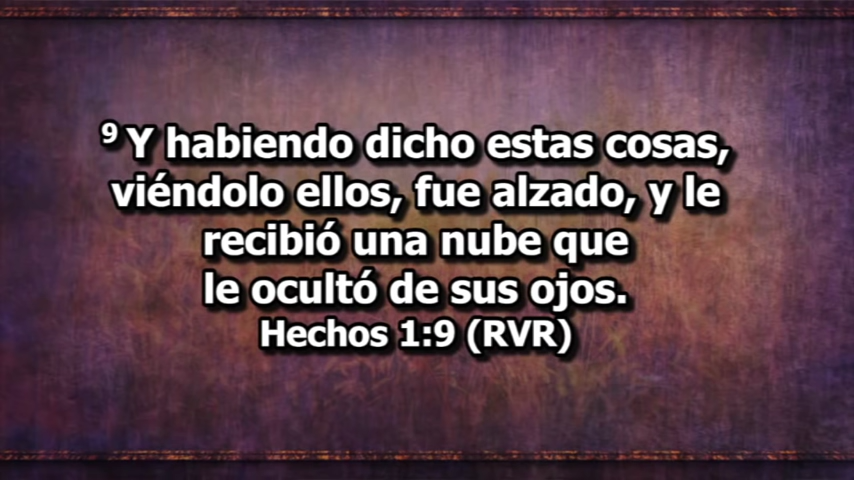 ⁹ Y habiendo dicho estas cosas,
viéndolo ellos, fue alzado, y le
recibió una nube que
le ocultó de sus ojos.
Hechos 1:9 (RVR)